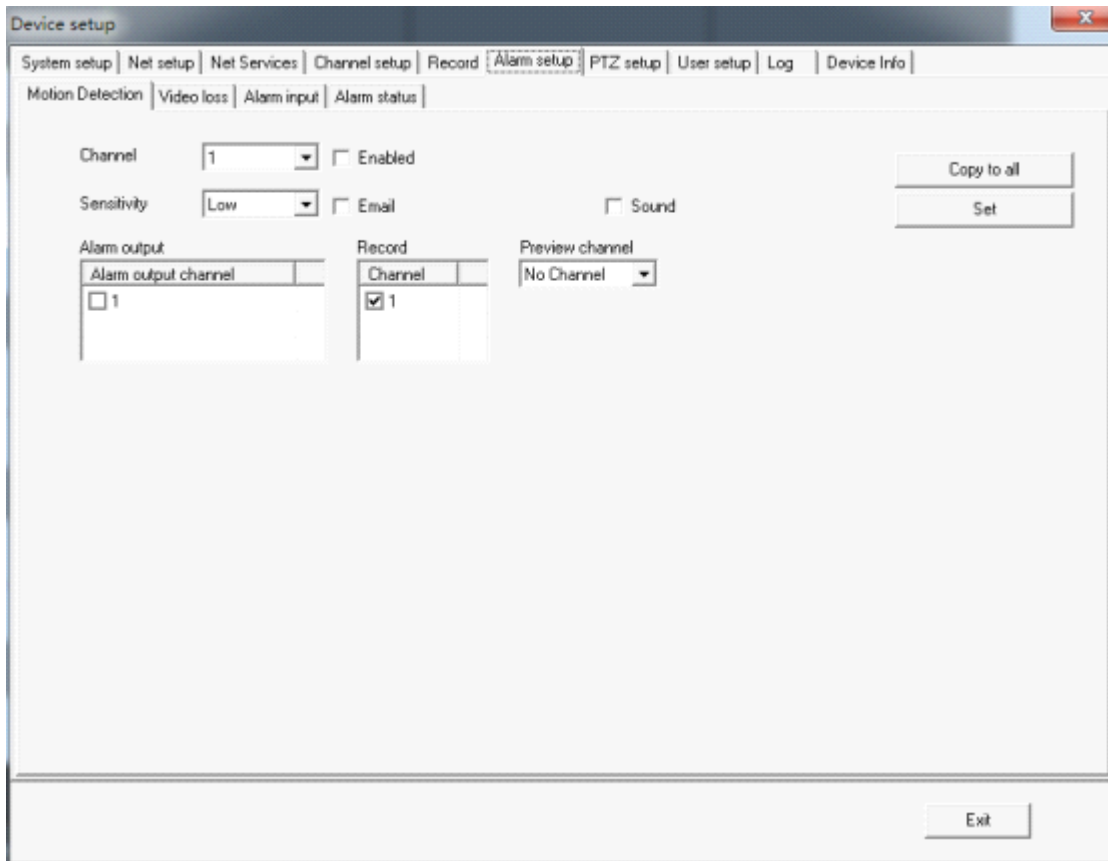 Device setup
System setup Net setup Net Services Channel setup Record Alarm setup PTZ setup User setup Log Device Info
Motion Detection Video loss Alarm input Alarm status
Channel 1 Enabled Copy to all
Sensitivity Low Email Sound Set
Alarm output Record Preview channel
Alarm output channel Channel No Channel
1 1
Exit